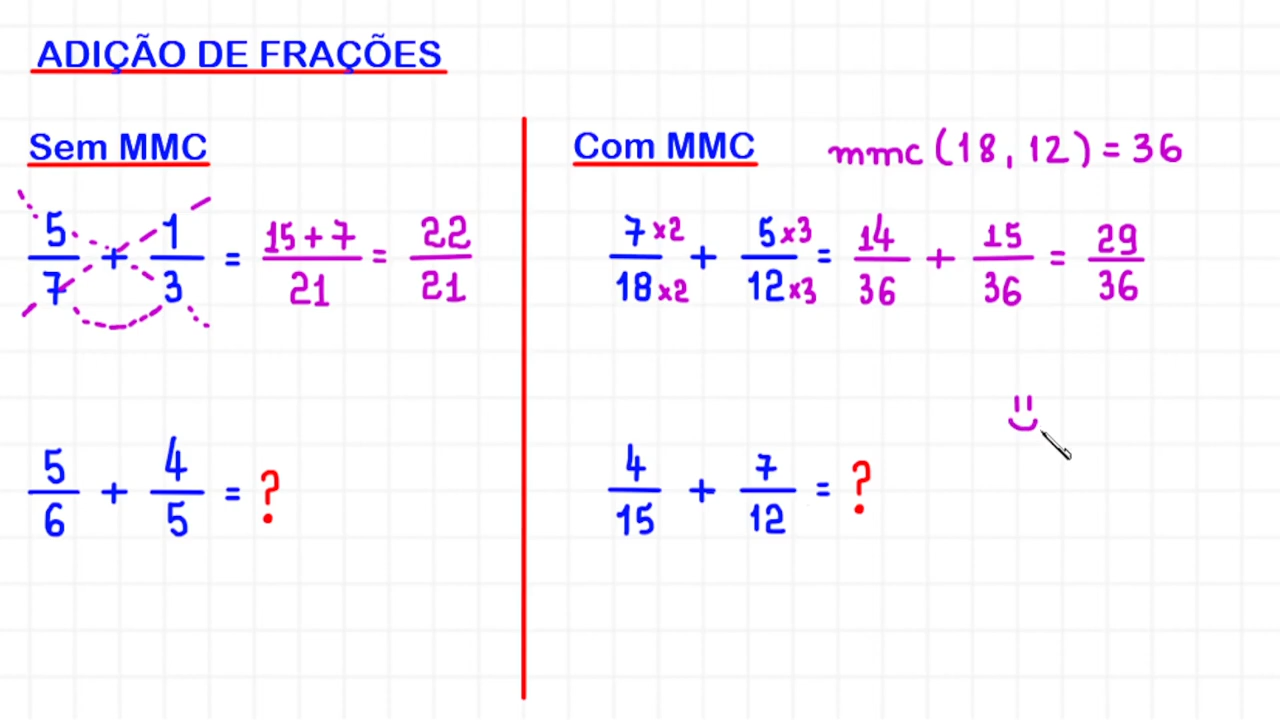 ADIÇÃO DE FRAÇÕES
Sem MMC
5/7 + 1/3 = 15+7/21 = 22/21
5/6 + 4/5 = ?
Com MMC
mmc (18, 12) = 36
7×2/18×2 + 5×3/12×3 = 14/36 + 15/36 = 29/36
4/15 + 7/12 = ?